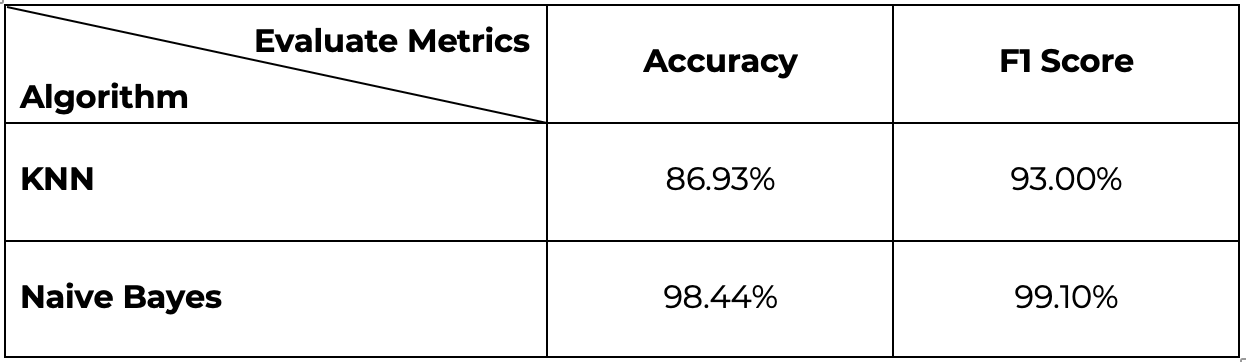 Evaluate Metrics
Algorithm
Accuracy
F1 Score
KNN
86.93%
93.00%
Naive Bayes
98.44%
99.10%